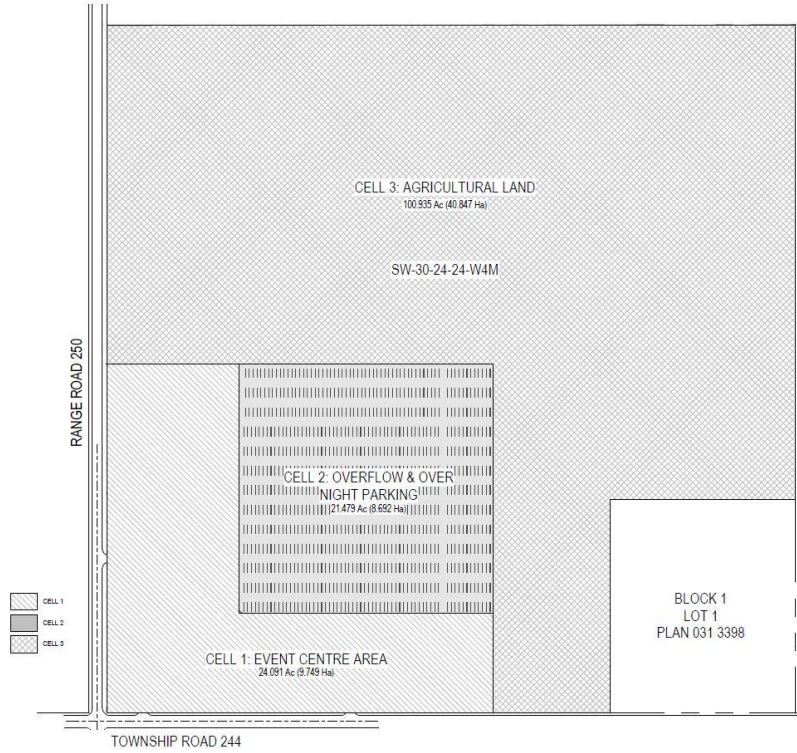 CELL 3: AGRICULTURAL LAND
100.935 Ac (40.847 Ha)
SW-30-24-24-W4M
RANGE ROAD 250
CELL 2: OVERFLOW & OVER
NIGHT PARKING
21.479 Ac (8.692 Ha)
BLOCK 1
LOT 1
PLAN 031 3398
CELL 1
CELL 2
CELL 3
CELL 1: EVENT CENTRE AREA
24.091 Ac (9.749 Ha)
TOWNSHIP ROAD 244